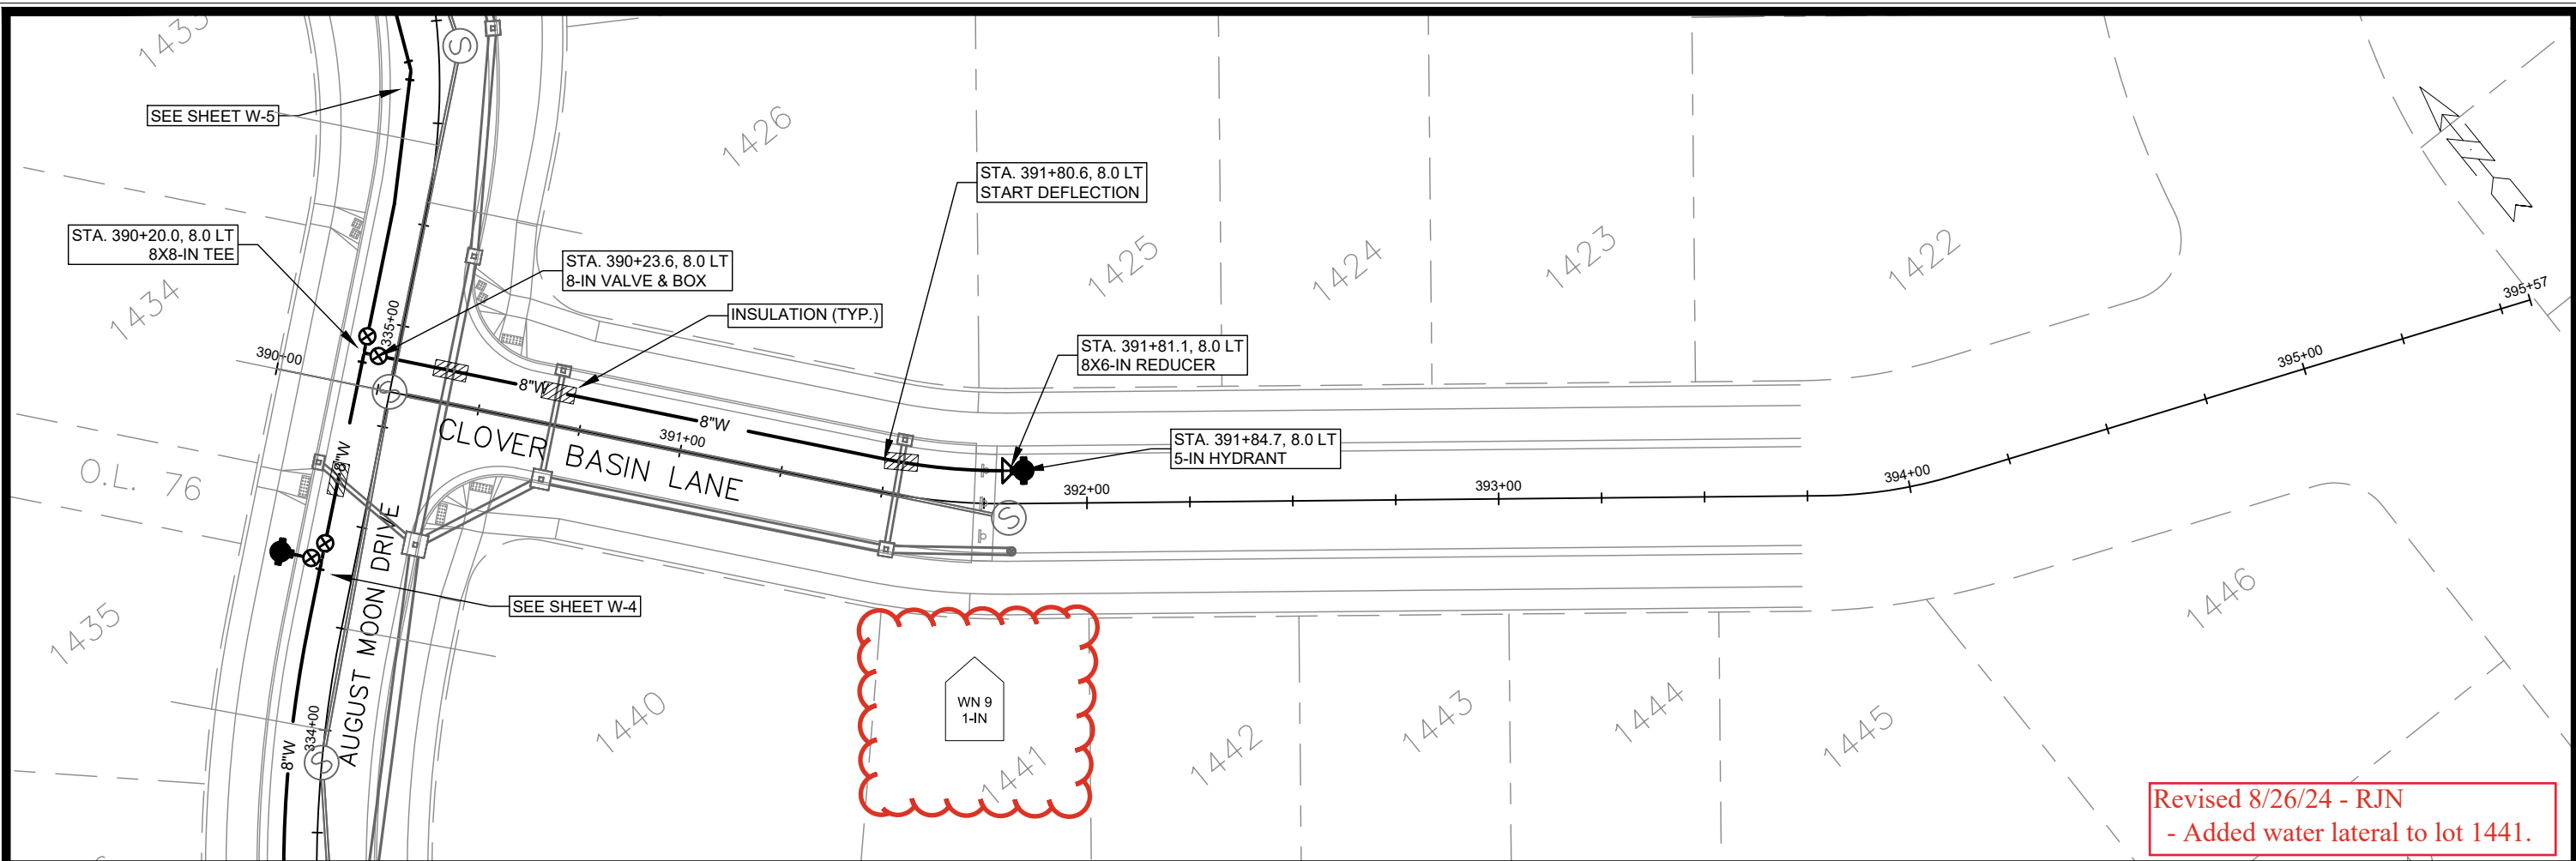 1433
SEE SHEET W-5
1426
STA. 391+80.6, 8.0 LT
START DEFLECTION
STA. 390+20.0, 8.0 LT
8X8-IN TEE
STA. 390+23.6, 8.0 LT
8-IN VALVE & BOX
INSULATION (TYP.)
1434
1425
1424
1423
1422
395+57
335+00
390+00
STA. 391+81.1, 8.0 LT
8X6-IN REDUCER
395+00
8"W
8"W
391+00
CLOVER BASIN LANE
STA. 391+84.7, 8.0 LT
5-IN HYDRANT
8"W
O.L. 76
S
S
392+00
393+00
394+00
AUGUST MOON DRIVE
SEE SHEET W-4
1435
1446
WN 9
1-IN
1440
1441
1442
1443
1444
1445
334+00
S
8"W
Revised 8/26/24 - RJN
- Added water lateral to lot 1441.